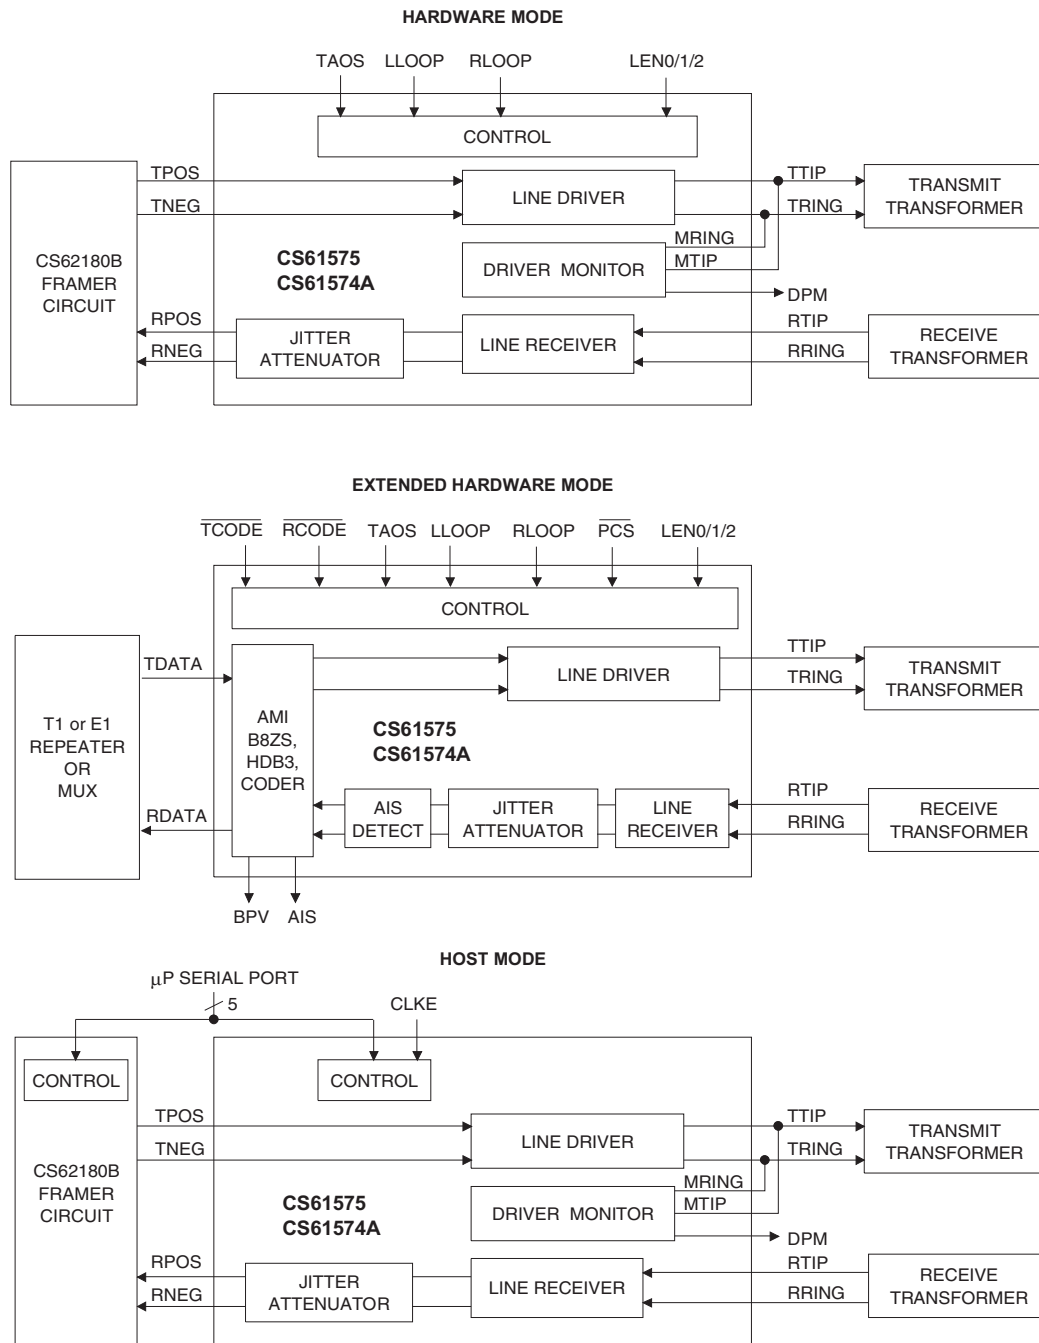 HARDWARE MODE
TAOS LLOOP RLOOP LEN0/1/2
CONTROL
TPOS
TNEG
LINE DRIVER
TTIP
TRING
TRANSMIT
TRANSFORMER
CS62180B
FRAMER
CIRCUIT
CS61575
CS61574A
DRIVER MONITOR
MRING
MTIP
DPM
RPOS
RNEG
JITTER
ATTENUATOR
LINE RECEIVER
RTIP
RRING
RECEIVE
TRANSFORMER
EXTENDED HARDWARE MODE
TCODE RCODE TAOS LLOOP RLOOP PCS LEN0/1/2
CONTROL
T1 or E1
REPEATER
OR
MUX
TDATA
RDATA
AMI
B8ZS,
HDB3,
CODER
LINE DRIVER
TTIP
TRING
TRANSMIT
TRANSFORMER
CS61575
CS61574A
AIS
DETECT
JITTER
ATTENUATOR
LINE
RECEIVER
RTIP
RRING
RECEIVE
TRANSFORMER
BPV AIS
HOST MODE
μP SERIAL PORT
5
CLKE
CONTROL
CONTROL
TPOS
TNEG
LINE DRIVER
TTIP
TRING
TRANSMIT
TRANSFORMER
CS62180B
FRAMER
CIRCUIT
CS61575
CS61574A
DRIVER MONITOR
MRING
MTIP
DPM
RPOS
RNEG
JITTER
ATTENUATOR
LINE RECEIVER
RTIP
RRING
RECEIVE
TRANSFORMER